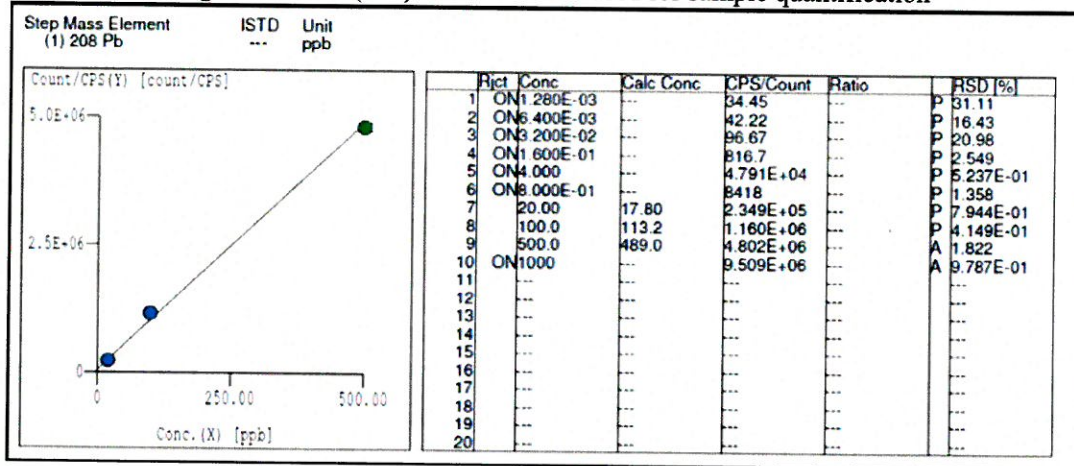 Step Mass Element ISTD Unit
(1) 208 Pb --- ppb
Count/CPS(Y) [count/CPS]
5.0E+06
2.5E+06
0
0 250.00 500.00
Conc.(X) [ppb]
Rjct Conc Calc Conc CPS/Count Ratio RSD [%]
1 ON 1.280E-03 --- 34.45 --- P 31.11
2 ON 6.400E-03 --- 42.22 --- P 16.43
3 ON 3.200E-02 --- 96.67 --- P 20.98
4 ON 1.600E-01 --- 816.7 --- P 2.549
5 ON 4.000 --- 4.791E+04 --- P 5.237E-01
6 ON 8.000E-01 --- 8418 --- P 1.358
7 20.00 17.80 2.349E+05 --- P 7.944E-01
8 100.0 113.2 1.160E+06 --- P 4.149E-01
9 500.0 489.0 4.802E+06 --- A 1.822
10 ON 1000 --- 9.509E+06 --- A 9.787E-01
11 --- --- --- --- ---
12 --- --- --- --- ---
13 --- --- --- --- ---
14 --- --- --- --- ---
15 --- --- --- --- ---
16 --- --- --- --- ---
17 --- --- --- --- ---
18 --- --- --- --- ---
19 --- --- --- --- ---
20 --- --- --- --- ---